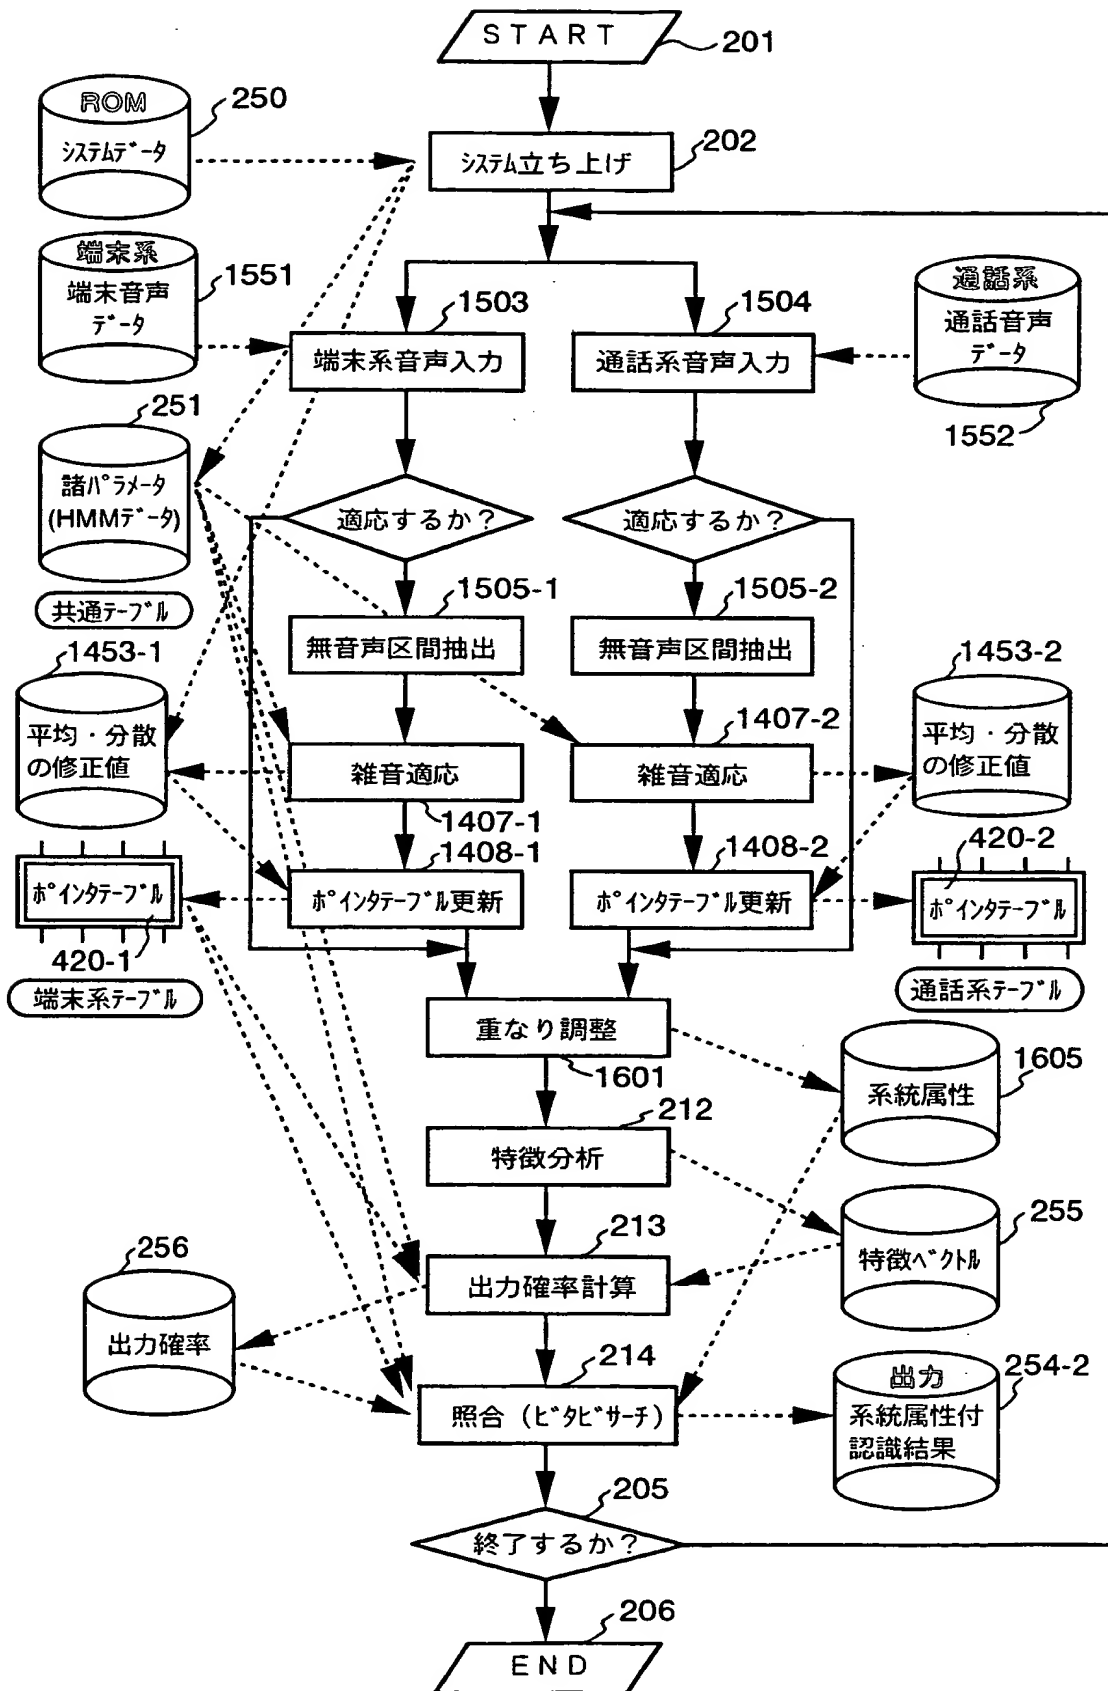 START
201
ROM
システムデータ
250
システム立ち上げ
202
端末系
端末音声
データ
1551
1503
端末系音声入力
1504
通話系音声入力
通話系
通話音声
データ
1552
251
諸パラメータ
(HMMデータ)
共通テーブル
適応するか?
適応するか?
1505-1
無音声区間抽出
1505-2
無音声区間抽出
1453-1
平均・分散
の修正値
雑音適応
1407-1
1407-2
雑音適応
1453-2
平均・分散
の修正値
ポインタテーブル
420-1
端末系テーブル
1408-1
ポインタテーブル更新
1408-2
ポインタテーブル更新
420-2
ポインタテーブル
通話系テーブル
重なり調整
1601
系統属性
1605
212
特徴分析
特徴ベクトル
255
213
出力確率計算
256
出力確率
214
照合(ビタビサーチ)
出力
系統属性付
認識結果
254-2
205
終了するか?
206
END